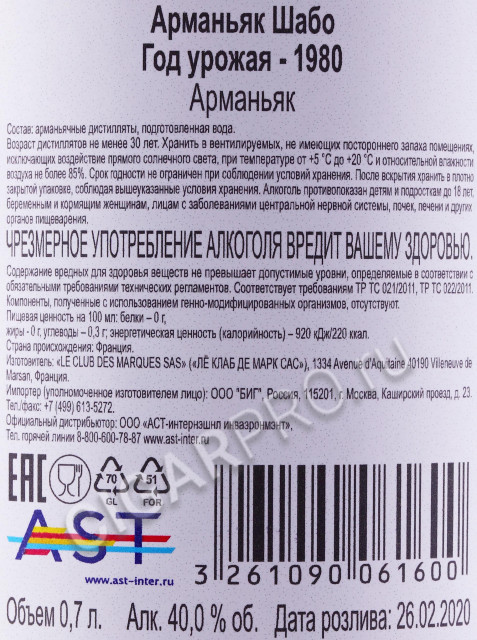 Арманьяк Шабо
Год урожая - 1980
Арманьяк
Состав: арманьячные дистилляты, подготовленная вода.
Возраст дистиллятов не менее 30 лет. Хранить в вентилируемых, не имеющих постороннего запаха помещениях,
исключающих воздействие прямого солнечного света, при температуре от +5 °С до +20 °С и относительной влажности
воздуха не более 85%. Срок годности не ограничен при соблюдении условий хранения. После вскрытия хранить в плотно
закрытой упаковке, соблюдая вышеуказанные условия хранения. Алкоголь противопоказан детям и подросткам до 18 лет,
беременным и кормящим женщинам, лицам с заболеваниями центральной нервной системы, почек, печени и других
органов пищеварения.
ЧРЕЗМЕРНОЕ УПОТРЕБЛЕНИЕ АЛКОГОЛЯ ВРЕДИТ ВАШЕМУ ЗДОРОВЬЮ.
Содержание вредных для здоровья веществ не превышает допустимые уровни, определяемые в соответствии с
обязательными требованиями технических регламентов. Соответствует требованиям ТР ТС 021/2011, ТР ТС 022/2011.
Компоненты, полученные с использованием генно-модифицированных организмов, отсутствуют.
Пищевая ценность на 100 мл: белки – 0 г,
жиры - 0 г, углеводы – 0,3 г; энергетическая ценность (калорийность) – 920 кДж/220 ккал.
Страна происхождения: Франция.
Изготовитель: «LE CLUB DES MARQUES SAS» («ЛЁ КЛАБ ДЕ МАРК САС»), 1334 Avenue d'Aquitaine 40190 Villeneuve de
Marsan, Франция.
Импортер (уполномоченное изготовителем лицо): ООО "БИГ", Россия, 115201, г. Москва, Каширский проезд, д. 23.
Тел./факс: +7 (499) 613-5272.
Официальный дистрибьютор: ООО «АСТ-интернэшнл инваэронмэнт».
Тел. горячей линии 8-800-600-78-87 www.ast-inter.ru
EAC
70
GL
51
FOR
AST
www.ast-inter.ru
3 261090 061600
Объем 0,7 л. Алк. 40,0 % об. Дата розлива: 26.02.2020
CIGARPRO.RU